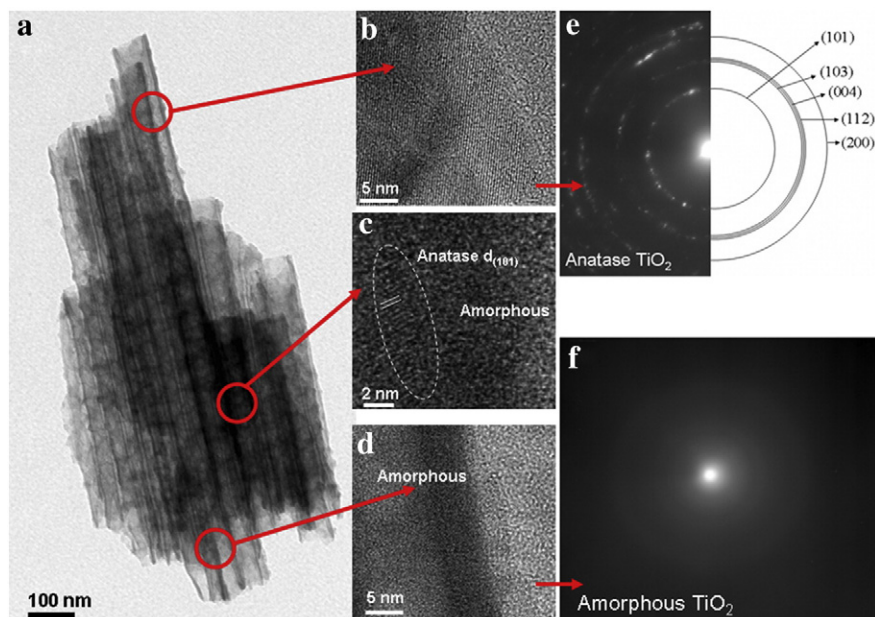 a
100 nm
b
5 nm
c
Anatase d(101)
Amorphous
2 nm
d
Amorphous
5 nm
e
(101)
(103)
(004)
(112)
(200)
Anatase TiO2
f
Amorphous TiO2